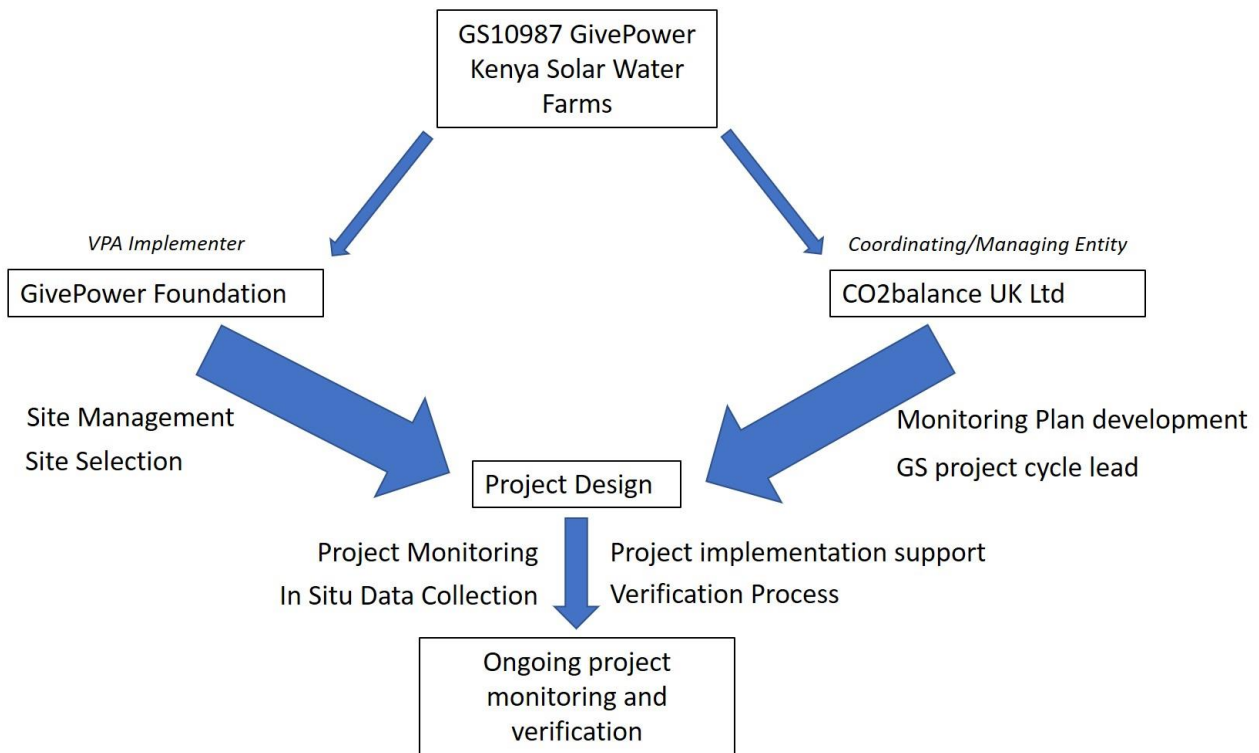 GS10987 GivePower
Kenya Solar Water
Farms
VPA Implementer
Coordinating/Managing Entity
GivePower Foundation
CO2balance UK Ltd
Site Management
Site Selection
Monitoring Plan development
GS project cycle lead
Project Design
Project Monitoring
In Situ Data Collection
Project implementation support
Verification Process
Ongoing project
monitoring and
verification